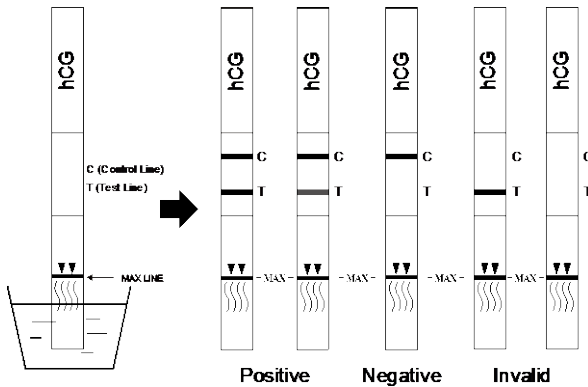 hCG
hCG
hCG
hCG
hCG
hCG
C (Control Line)
T (Test Line)
C
C
C
C
C
T
T
T
T
T
MAX LINE
MAX
MAX
MAX
MAX
Positive
Negative
Invalid